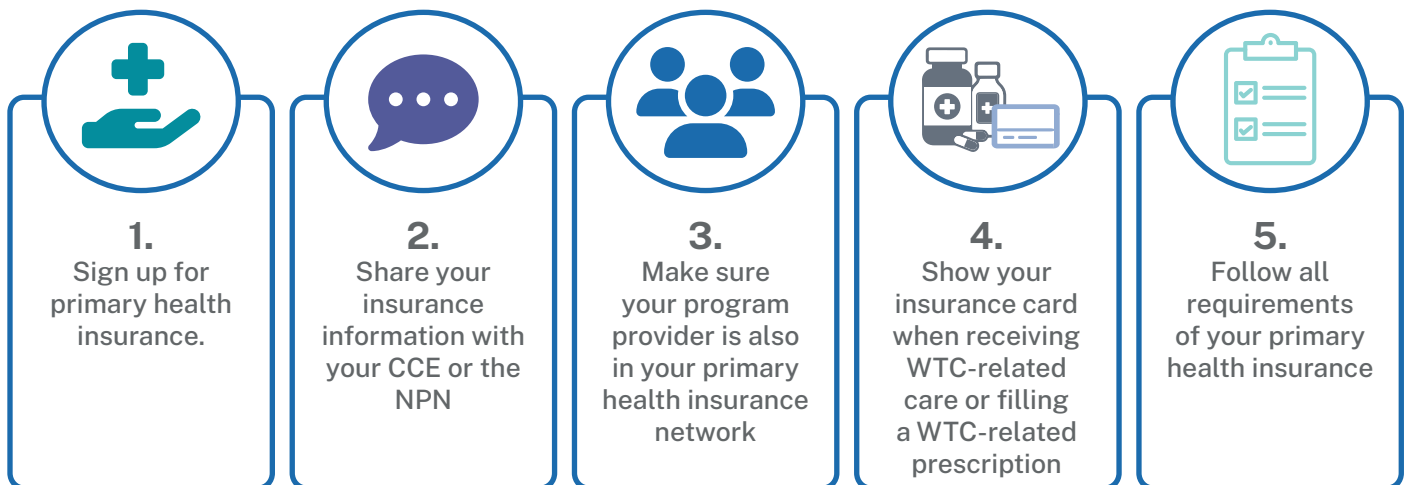 1.
Sign up for
primary health
insurance.
2.
Share your
insurance
information with
your CCE or the
NPN
3.
Make sure
your program
provider is also
in your primary
health insurance
network
4.
Show your
insurance card
when receiving
WTC-related
care or filling
a WTC-related
prescription
5.
Follow all
requirements
of your primary
health insurance